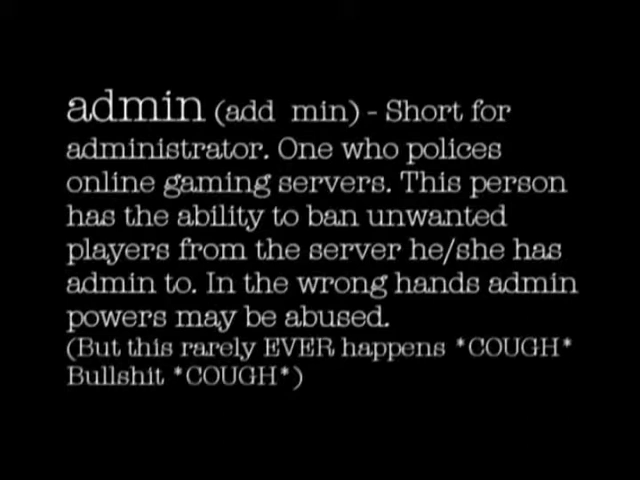 admin (add min) - Short for
administrator. One who polices
online gaming servers. This person
has the ability to ban unwanted
players from the server he/she has
admin to. In the wrong hands admin
powers may be abused.
(But this rarely EVER happens *COUGH*
Bullshit *COUGH*)